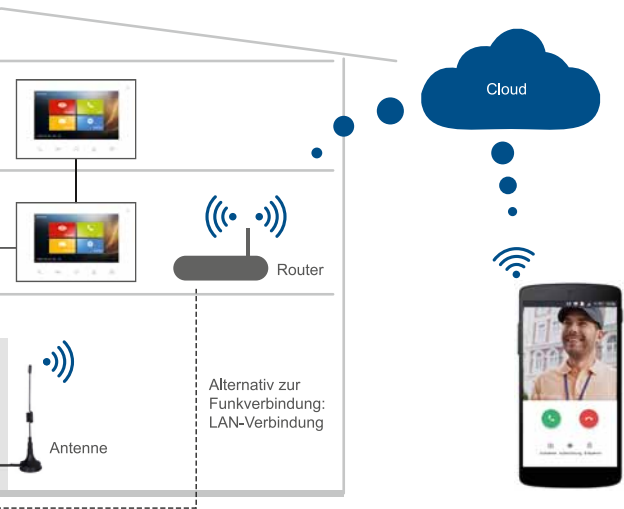 Cloud
Router
Alternativ zur
Funkverbindung:
LAN-Verbindung
Antenne